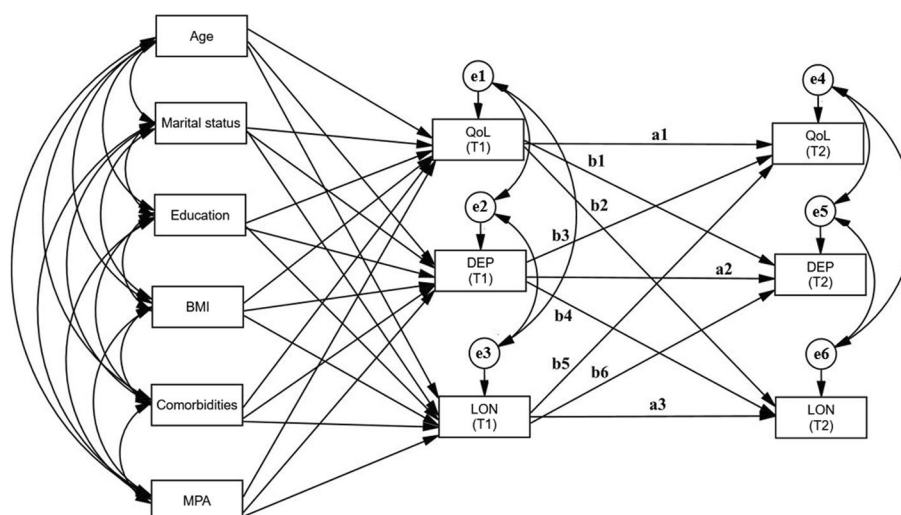 Age
Marital status
Education
BMI
Comorbidities
MPA
e1
QoL
(T1)
e2
DEP
(T1)
e3
LON
(T1)
a1
b1
b2
b3
a2
b4
b5
b6
a3
e4
QoL
(T2)
e5
DEP
(T2)
e6
LON
(T2)